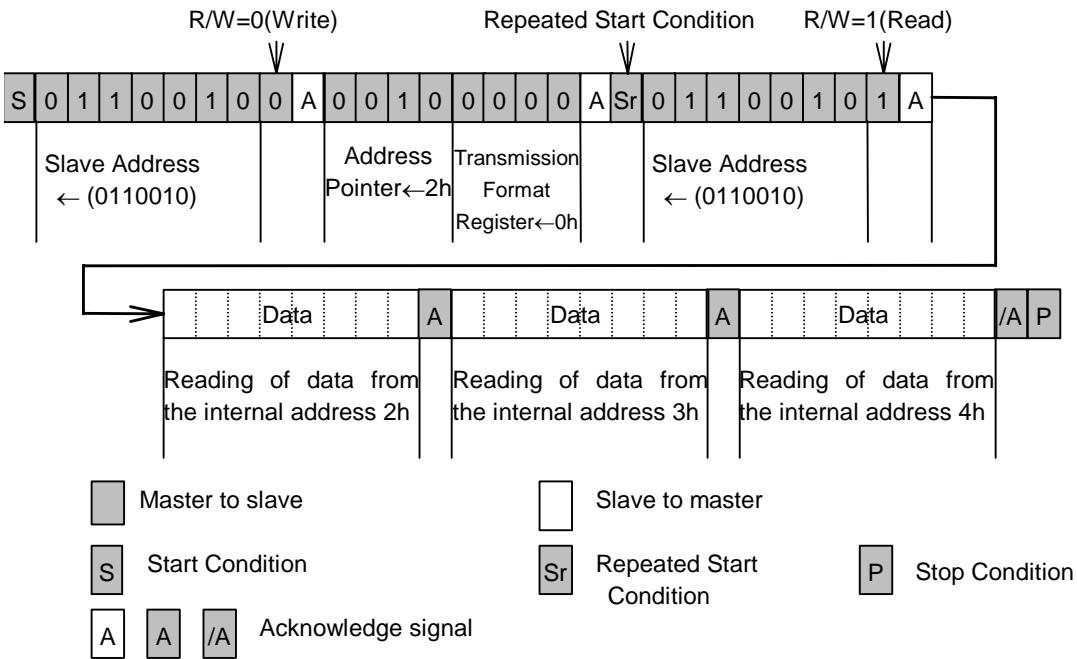 R/W=0(Write) Repeated Start Condition R/W=1(Read)
S 0 1 1 0 0 1 0 0 A 0 0 1 0 0 0 0 0 A Sr 0 1 1 0 0 1 0 1 A
Slave Address
← (0110010)
Address
Pointer←2h
Transmission
Format
Register←0h
Slave Address
← (0110010)
Data A Data A Data /A P
Reading of data from
the internal address 2h
Reading of data from
the internal address 3h
Reading of data from
the internal address 4h
Master to slave Slave to master
S Start Condition
Sr Repeated Start
Condition
P Stop Condition
A A /A Acknowledge signal